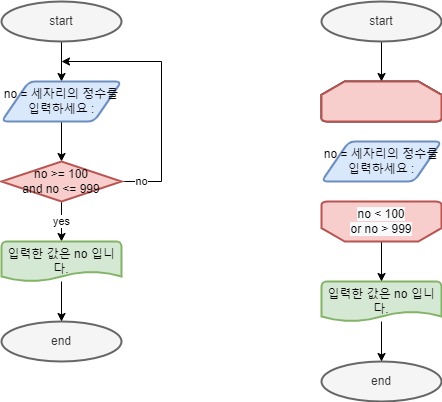 start
no = 세자리의 정수를
입력하세요 :
no >= 100
and no <= 999
no
yes
입력한 값은 no 입니
다.
end
start
no = 세자리의 정수를
입력하세요 :
no < 100
or no > 999
입력한 값은 no 입니
다.
end